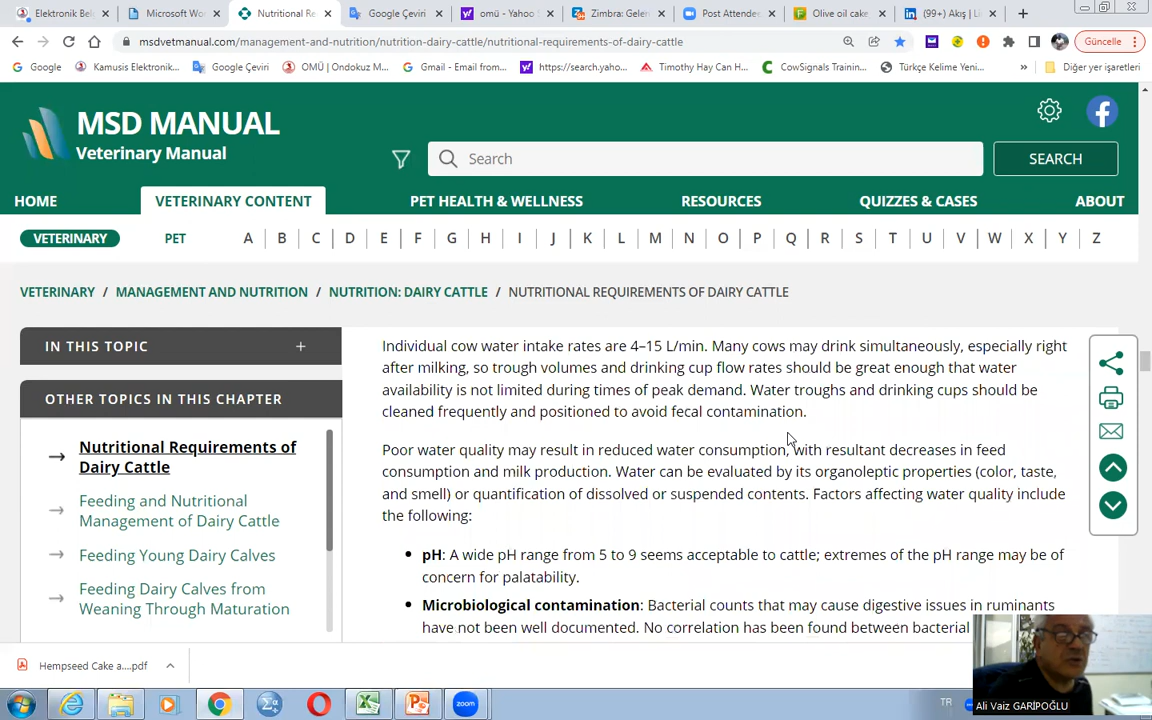 Elektronik Bel
Microsoft Wo
Nutritional Re
Google Çeviri
omü - Yahoo
Zimbra: Gelen
Post Attendee
Olive oil cake
(99+) Akış | Li
msdvetmanual.com/management-and-nutrition/nutrition-dairy-cattle/nutritional-requirements-of-dairy-cattle
Güncelle
Google
Kamusis Elektronik...
Google Çeviri
OMÜ | Ondokuz M...
Gmail - Email from...
https://search.yaho...
Timothy Hay Can H...
CowSignals Trainin...
Türkçe Kelime Yeni...
»
Diğer yer işaretleri
MSD MANUAL
Veterinary Manual
Search
SEARCH
HOME
VETERINARY CONTENT
PET HEALTH & WELLNESS
RESOURCES
QUIZZES & CASES
ABOUT
VETERINARY
PET
A B C D E F G H I J K L M N O P Q R S T U V W X Y Z
VETERINARY / MANAGEMENT AND NUTRITION / NUTRITION: DAIRY CATTLE / NUTRITIONAL REQUIREMENTS OF DAIRY CATTLE
IN THIS TOPIC +
OTHER TOPICS IN THIS CHAPTER
Nutritional Requirements of
Dairy Cattle
Feeding and Nutritional
Management of Dairy Cattle
Feeding Young Dairy Calves
Feeding Dairy Calves from
Weaning Through Maturation
Individual cow water intake rates are 4–15 L/min. Many cows may drink simultaneously, especially right
after milking, so trough volumes and drinking cup flow rates should be great enough that water
availability is not limited during times of peak demand. Water troughs and drinking cups should be
cleaned frequently and positioned to avoid fecal contamination.
Poor water quality may result in reduced water consumption, with resultant decreases in feed
consumption and milk production. Water can be evaluated by its organoleptic properties (color, taste,
and smell) or quantification of dissolved or suspended contents. Factors affecting water quality include
the following:
• pH: A wide pH range from 5 to 9 seems acceptable to cattle; extremes of the pH range may be of
concern for palatability.
• Microbiological contamination: Bacterial counts that may cause digestive issues in ruminants
have not been well documented. No correlation has been found between bacterial
Hempseed Cake a....pdf
TR
Ali Vaiz GARİPOĞLU